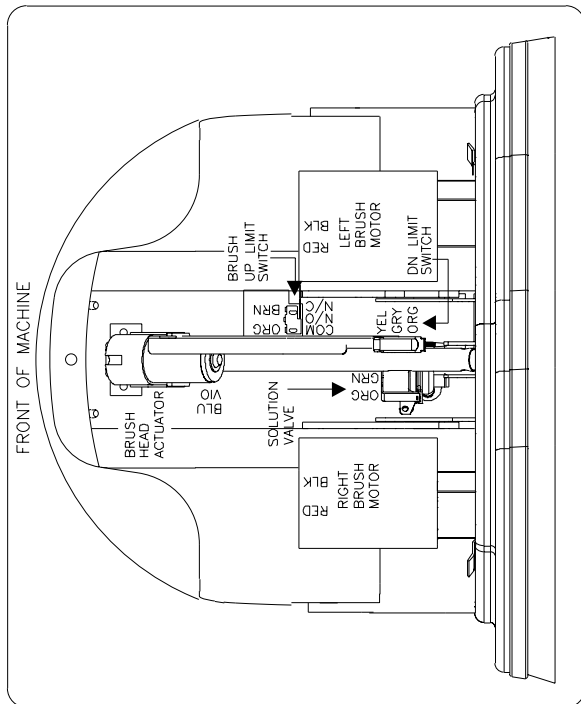 FRONT OF MACHINE
BRUSH
HEAD
ACTUATOR
BLU
VIO
SOLUTION
VALVE
BRUSH
UP LIMIT
SWITCH
ORG BRN
COM
N/O
N/C
RED BLK
LEFT
BRUSH
MOTOR
DN LIMIT
SWITCH
YEL
GRY
ORG
ORG
GRN
RED BLK
RIGHT
BRUSH
MOTOR